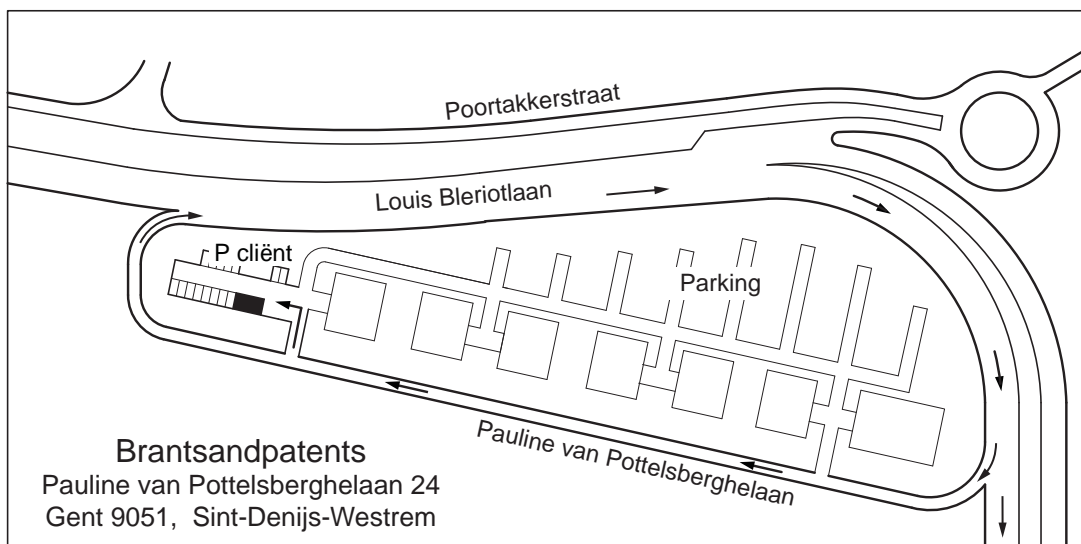 Poortakkerstraat
Louis Bleriotlaan
P cliënt
Parking
Pauline van Pottelsberghelaan
Brantsandpatents
Pauline van Pottelsberghelaan 24
Gent 9051, Sint-Denijs-Westrem